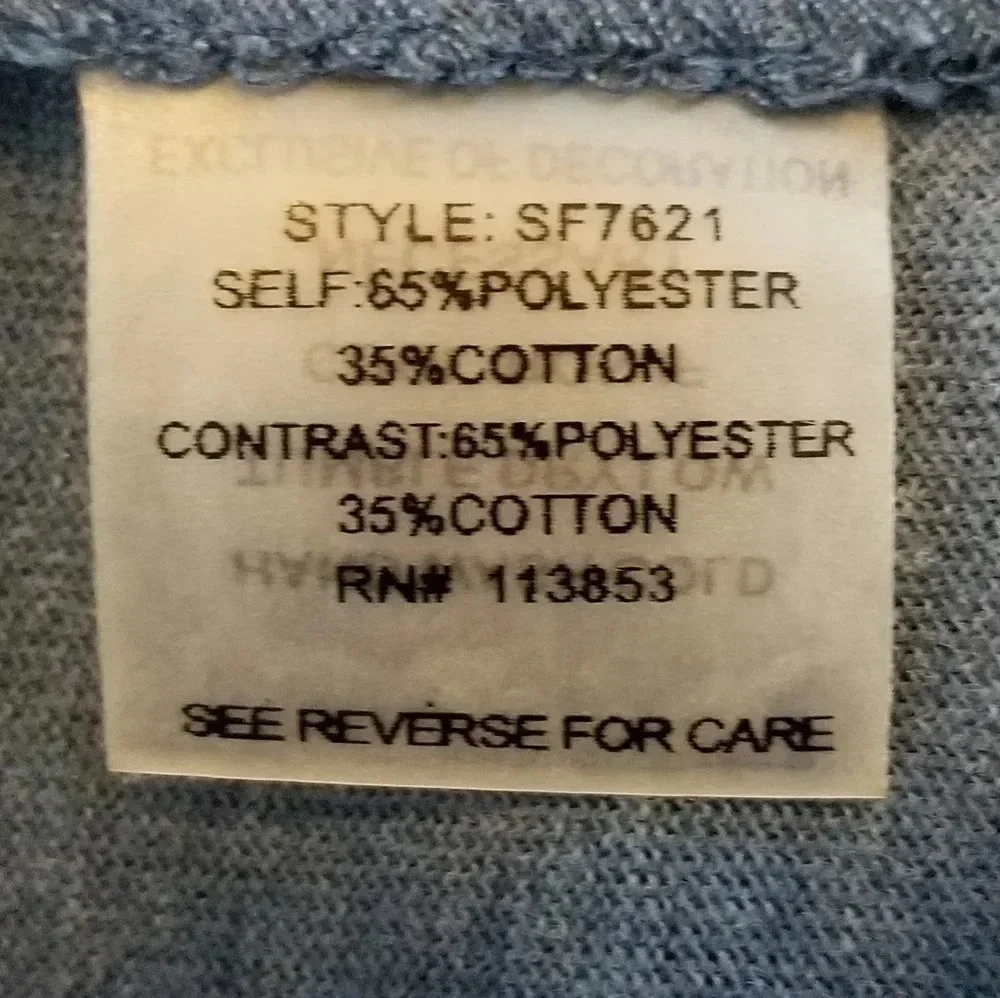 STYLE: SF7621
SELF:65%POLYESTER
35%COTTON
CONTRAST:65%POLYESTER
35%COTTON
RN# 113853
SEE REVERSE FOR CARE